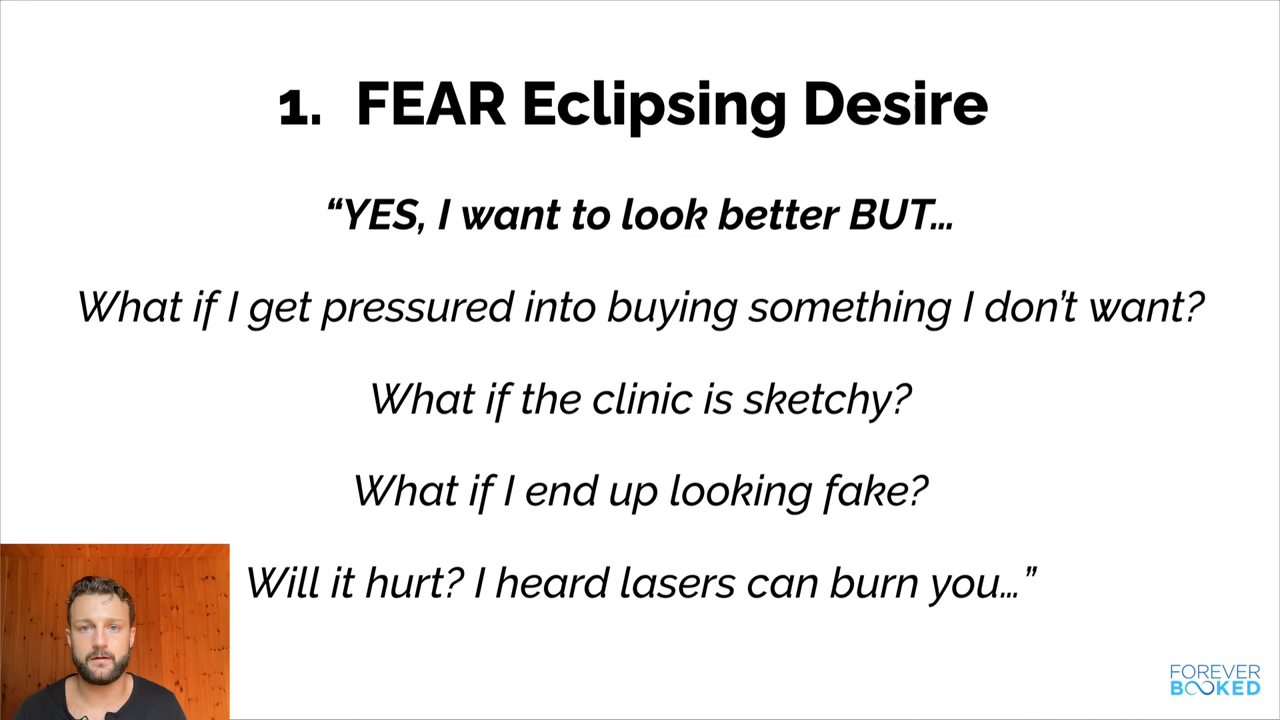 1. FEAR Eclipsing Desire
“YES, I want to look better BUT…
What if I get pressured into buying something I don’t want?
What if the clinic is sketchy?
What if I end up looking fake?
Will it hurt? I heard lasers can burn you…”
FOREVER
BOOKED